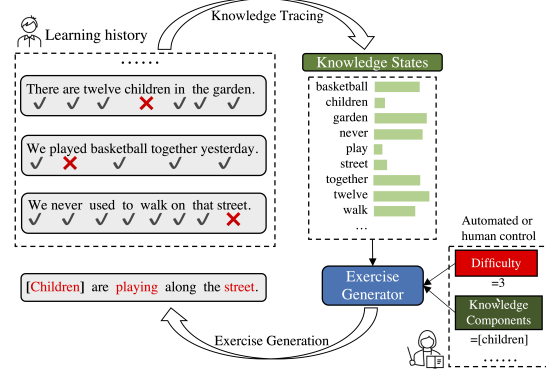 Knowledge Tracing
Learning history
......
There are twelve children in the garden.
We played basketball together yesterday.
We never used to walk on that street.
Knowledge States
basketball
children
garden
never
play
street
together
twelve
walk
...
Automated or
human control
Difficulty
=3
Knowledge
Components
=[children]
......
Exercise
Generator
[Children] are playing along the street.
Exercise Generation